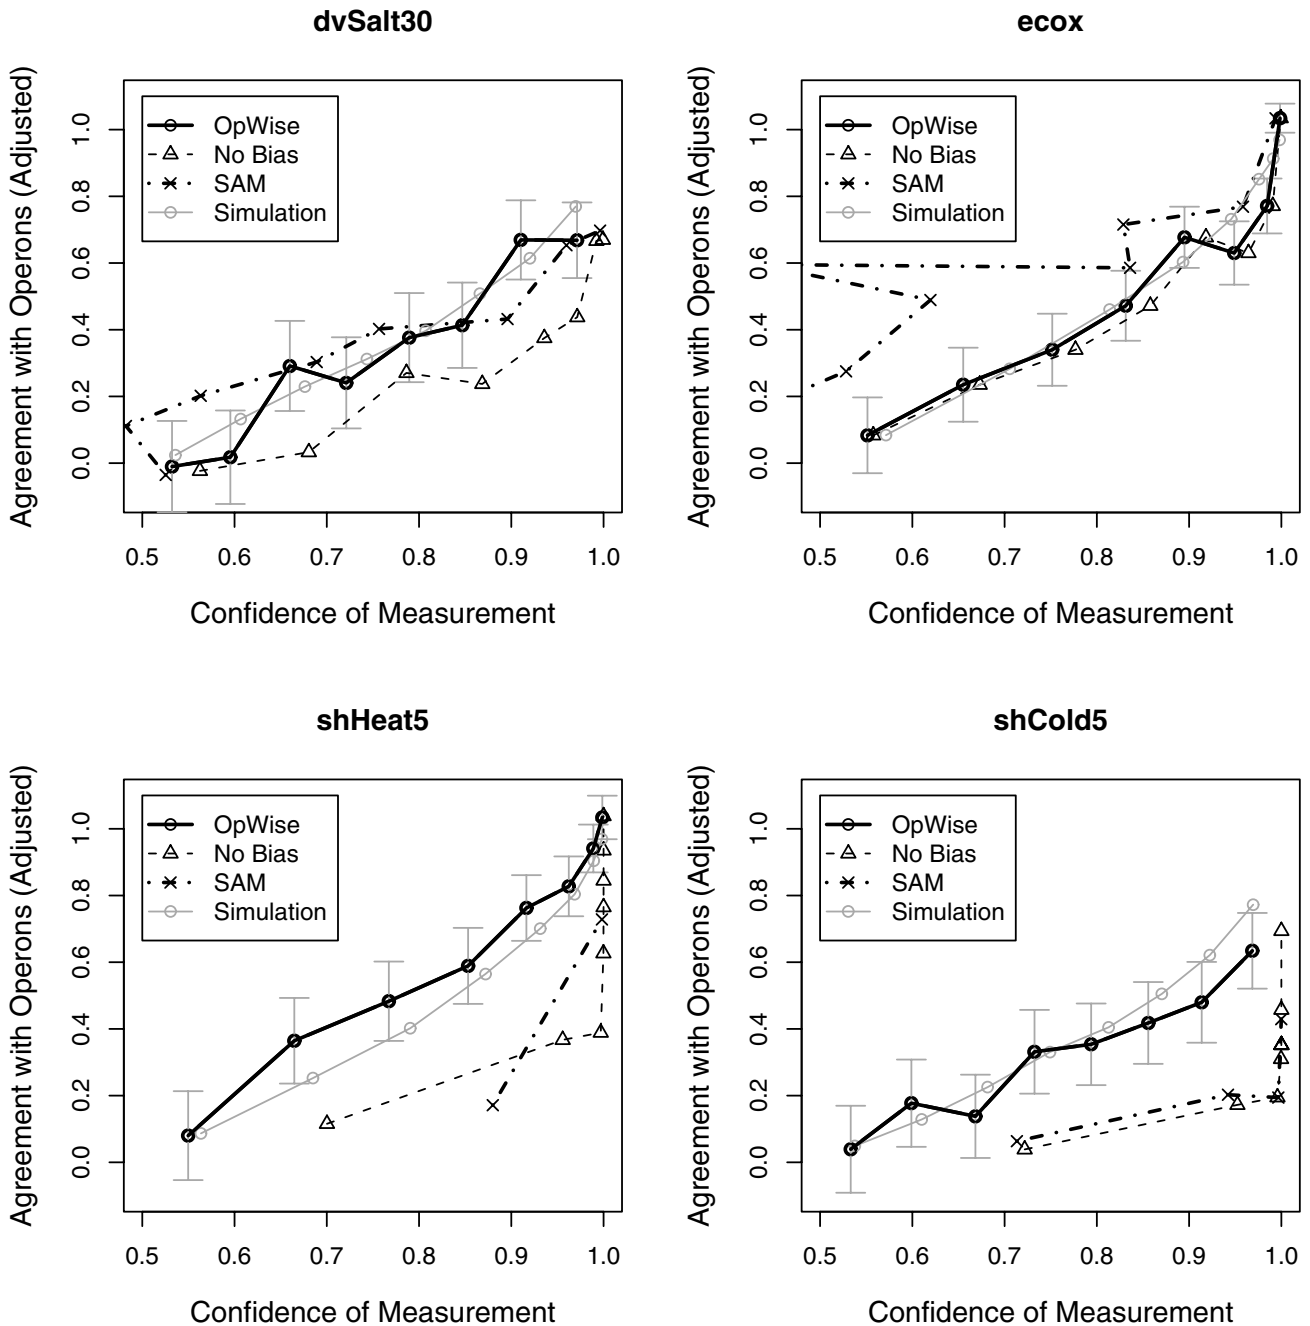 dvSalt30
Agreement with Operons (Adjusted)
1.0
0.8
0.6
0.4
0.2
0.0
OpWise
No Bias
SAM
Simulation
0.5 0.6 0.7 0.8 0.9 1.0
Confidence of Measurement
ecox
Agreement with Operons (Adjusted)
1.0
0.8
0.6
0.4
0.2
0.0
OpWise
No Bias
SAM
Simulation
0.5 0.6 0.7 0.8 0.9 1.0
Confidence of Measurement
shHeat5
Agreement with Operons (Adjusted)
1.0
0.8
0.6
0.4
0.2
0.0
OpWise
No Bias
SAM
Simulation
0.5 0.6 0.7 0.8 0.9 1.0
Confidence of Measurement
shCold5
Agreement with Operons (Adjusted)
1.0
0.8
0.6
0.4
0.2
0.0
OpWise
No Bias
SAM
Simulation
0.5 0.6 0.7 0.8 0.9 1.0
Confidence of Measurement